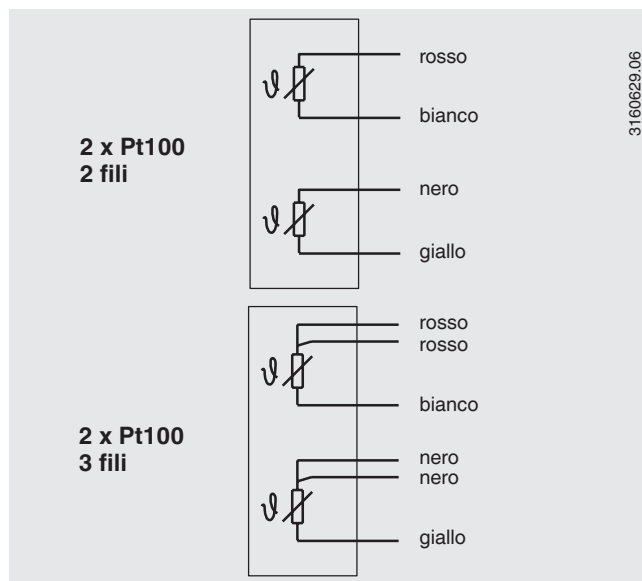 rosso
bianco
2 x Pt100
2 fili
nero
giallo
rosso
rosso
bianco
2 x Pt100
3 fili
nero
nero
giallo
3160629.06
ϑ
ϑ
ϑ
ϑ